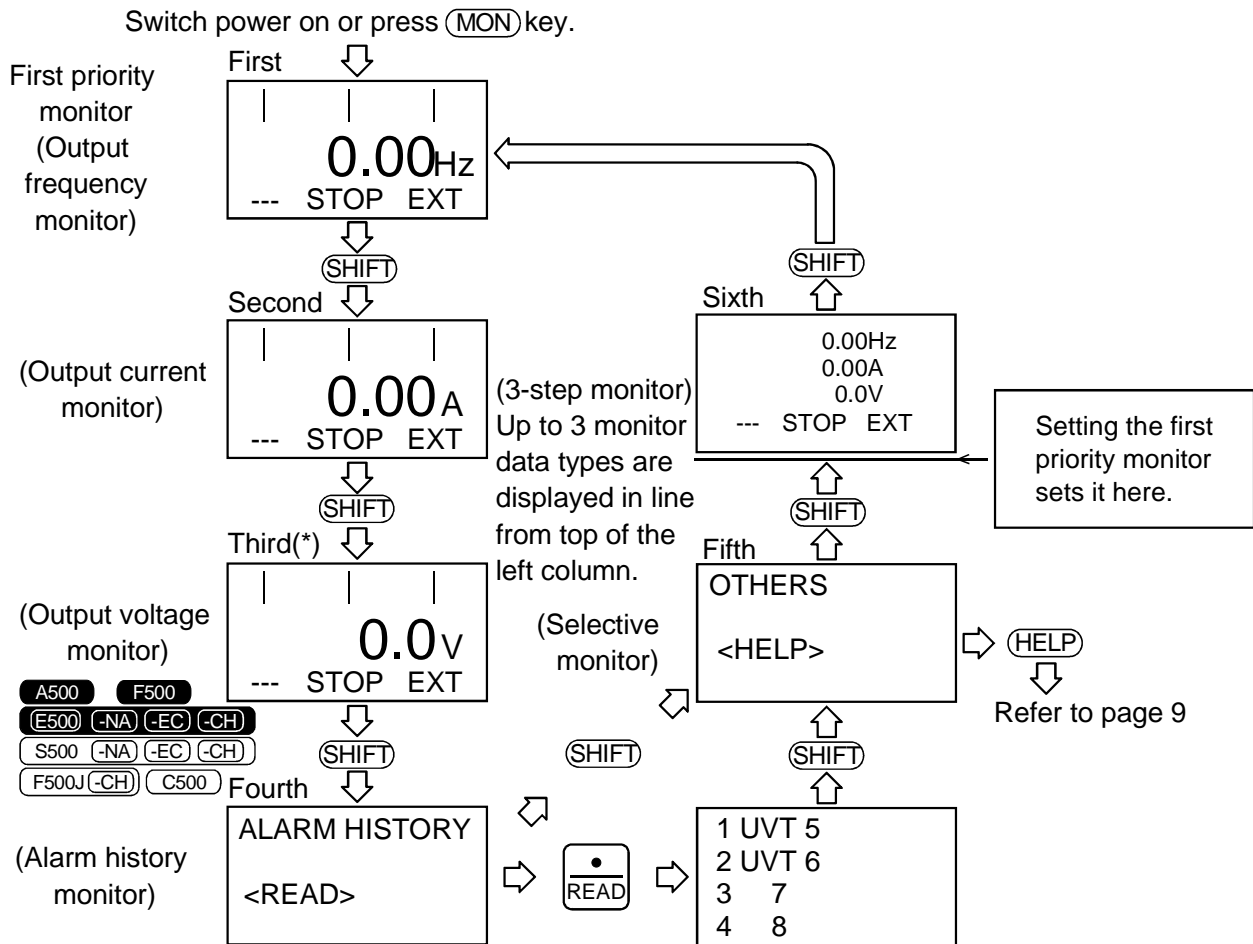 Switch power on or press MON key.
First priority
monitor
(Output
frequency
monitor)
First
0.00Hz
--- STOP EXT
SHIFT
Second
(Output current
monitor)
0.00A
--- STOP EXT
SHIFT
Third(*)
(Output voltage
monitor)
0.0V
--- STOP EXT
A500 F500
E500 -NA -EC -CH
S500 -NA -EC -CH
F500J -CH C500
SHIFT
Fourth
(Alarm history
monitor)
ALARM HISTORY
<READ>
SHIFT
READ
1 UVT 5
2 UVT 6
3 7
4 8
SHIFT
Fifth
(Selective
monitor)
OTHERS
<HELP>
HELP
Refer to page 9
SHIFT
Sixth
(3-step monitor)
Up to 3 monitor
data types are
displayed in line
from top of the
left column.
0.00Hz
0.00A
0.0V
--- STOP EXT
Setting the first
priority monitor
sets it here.
SHIFT